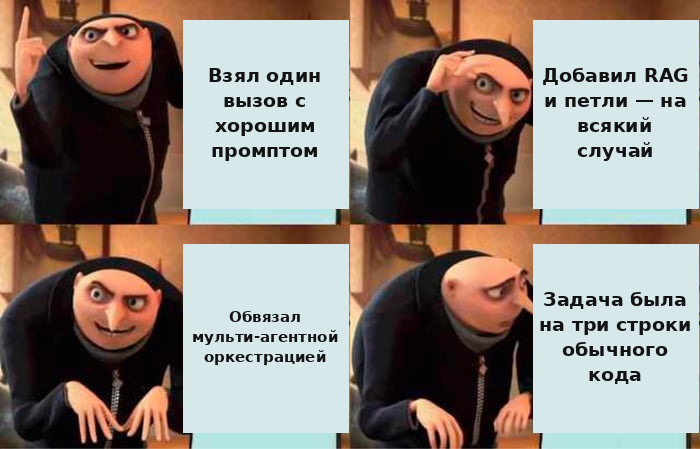 Взял один
вызов с
хорошим
промптом
Добавил RAG
и петли — на
всякий
случай
Обвязал
мульти-агентной
оркестрацией
Задача была
на три строки
обычного
кода